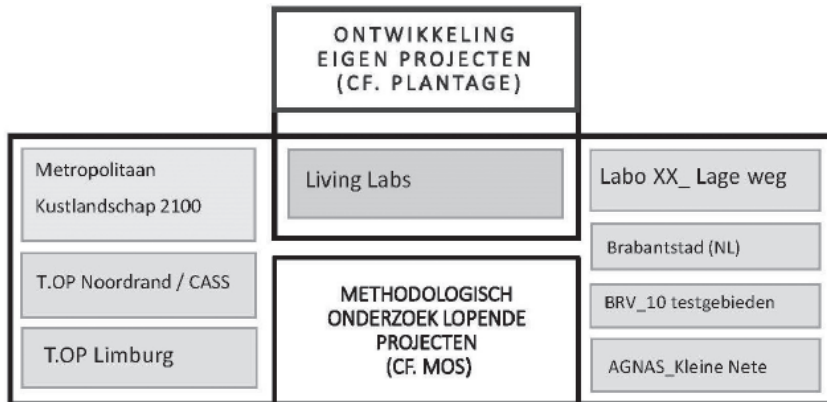 ONTWIKKELING
EIGEN PROJECTEN
(CF. PLANTAGE)
Metropolitaan
Kustlandschap 2100
T.OP Noordrand / CASS
T.OP Limburg
Living Labs
METHODOLOGISCH
ONDERZOEK LOPENDE
PROJECTEN
(CF. MOS)
Labo XX_ Lage weg
Brabantstad (NL)
BRV_10 testgebieden
AGNAS_Kleine Nete